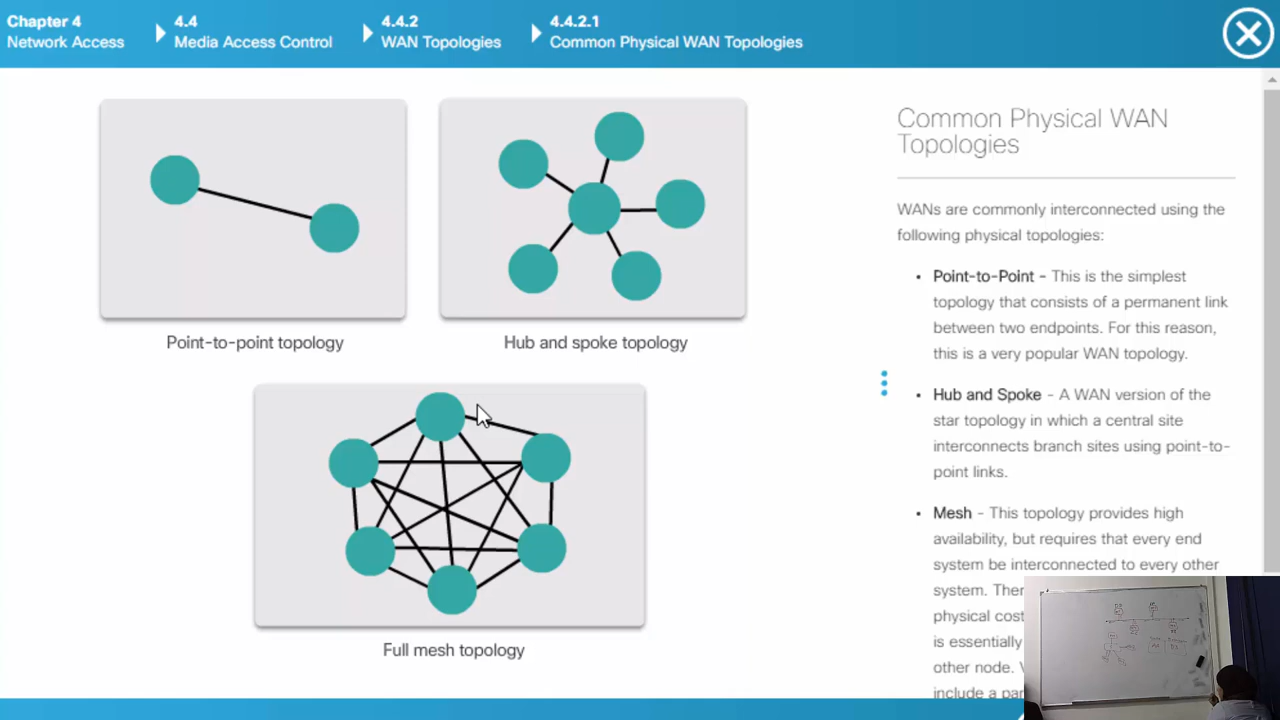 Chapter 4
Network Access
4.4
Media Access Control
4.4.2
WAN Topologies
4.4.2.1
Common Physical WAN Topologies
Point-to-point topology
Hub and spoke topology
Full mesh topology
Common Physical WAN
Topologies
WANs are commonly interconnected using the
following physical topologies:
• Point-to-Point - This is the simplest
topology that consists of a permanent link
between two endpoints. For this reason,
this is a very popular WAN topology.
• Hub and Spoke - A WAN version of the
star topology in which a central site
interconnects branch sites using point-to-
point links.
• Mesh - This topology provides high
availability, but requires that every end
system be interconnected to every other
system.
physical
is essentially
other node.
include a